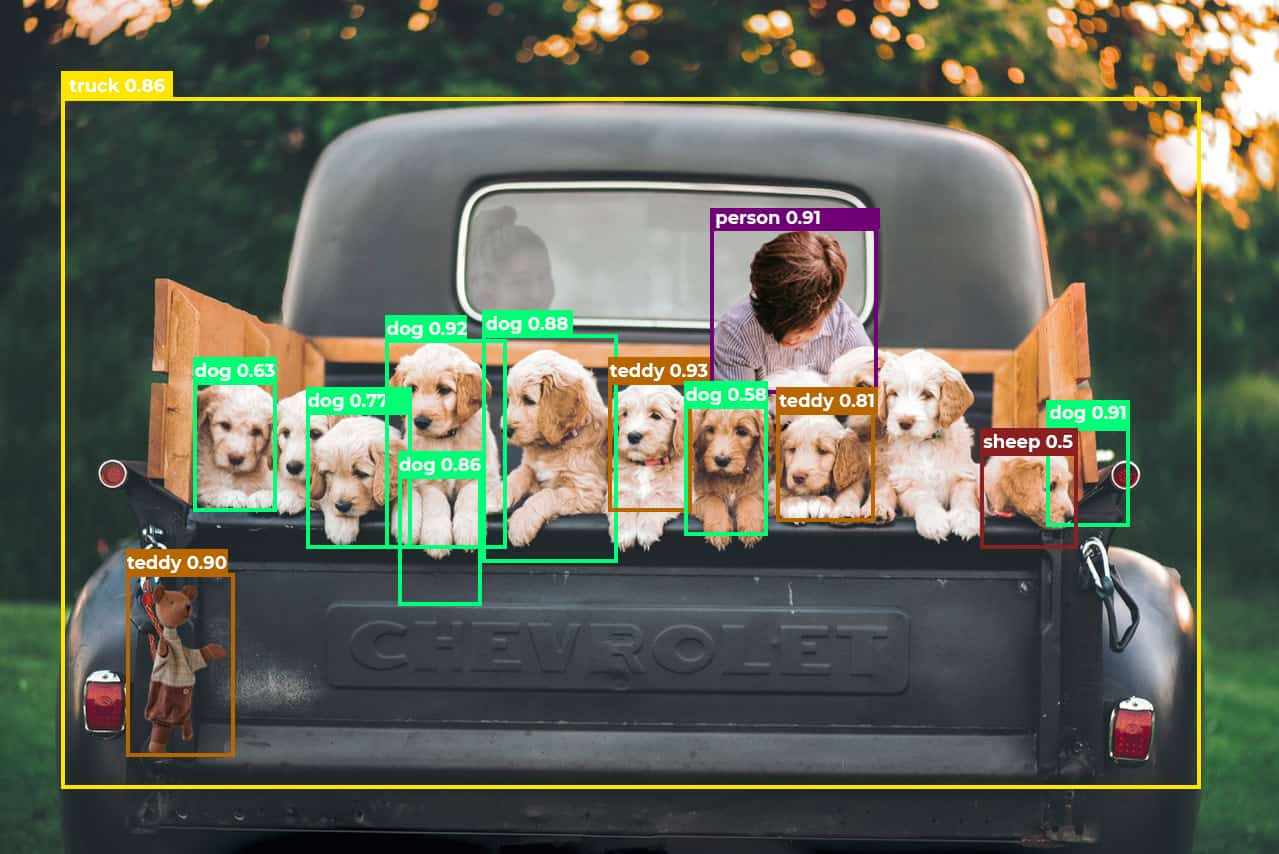 truck 0.86
person 0.91
dog 0.92
dog 0.88
dog 0.63
teddy 0.93
dog 0.77
dog 0.58
teddy 0.81
dog 0.91
sheep 0.5
dog 0.86
teddy 0.90
CHEVROLET